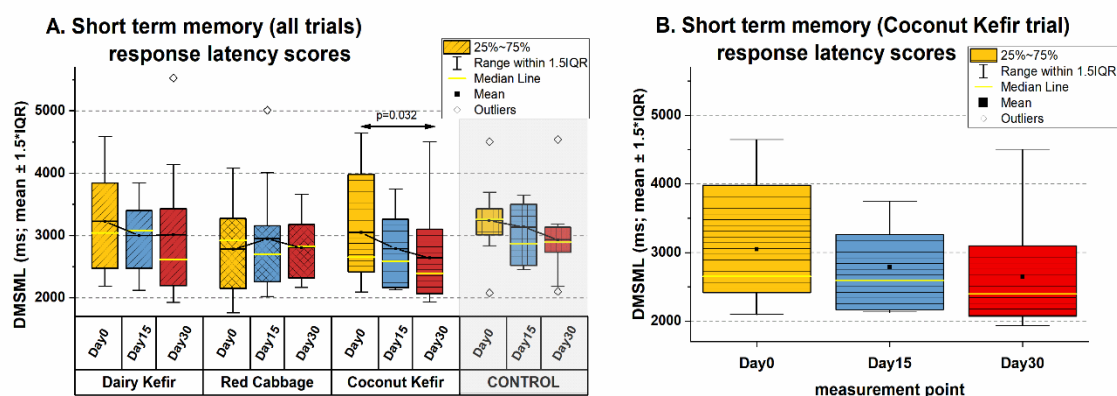 A. Short term memory (all trials)
response latency scores
25%~75%
Range within 1.5IQR
Median Line
Mean
Outliers
p=0.032
DMSML (ms; mean ± 1.5*IQR)
5000
4000
3000
2000
Day0
Day15
Day30
Day0
Day15
Day30
Day0
Day15
Day30
Day0
Day15
Day30
Dairy Kefir
Red Cabbage
Coconut Kefir
CONTROL
B. Short term memory (Coconut Kefir trial)
response latency scores
25%~75%
Range within 1.5IQR
Median Line
Mean
Outliers
DMSML (ms; mean ± 1.5*IQR)
5000
4000
3000
2000
Day0
Day15
Day30
measurement point